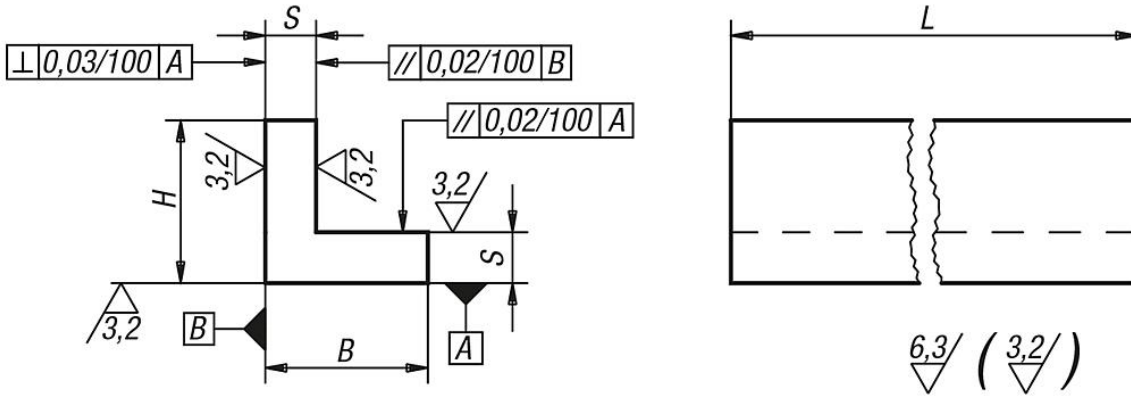 S
L
⊥ 0,03/100 A
// 0,02/100 B
// 0,02/100 A
3,2
3,2
3,2
H
S
3,2
B
B
A
6,3 ( 3,2 )